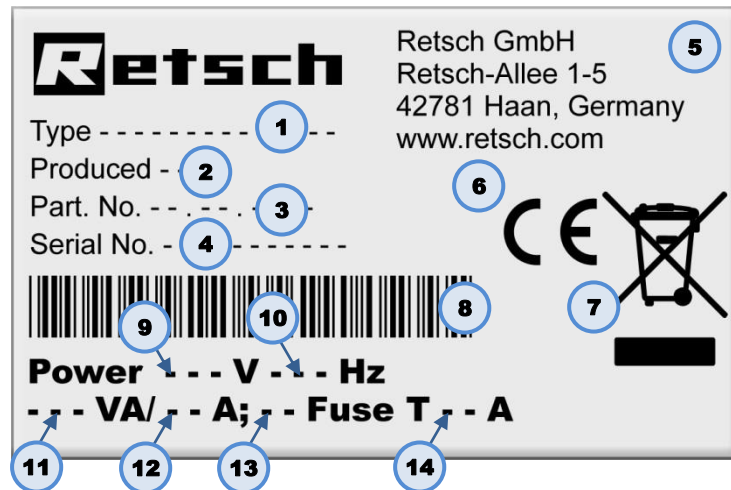 Retsch
Retsch GmbH
Retsch-Allee 1-5
42781 Haan, Germany
www.retsch.com
5
Type - - - - - - - - - - 1 - -
Produced - 2
Part. No. - - . - - . - 3 -
Serial No. - 4 - - - - - - -
6
CE
7
8
9
10
Power - - - V - - - Hz
- - - VA/ - - A; - - Fuse T - - A
11
12
13
14